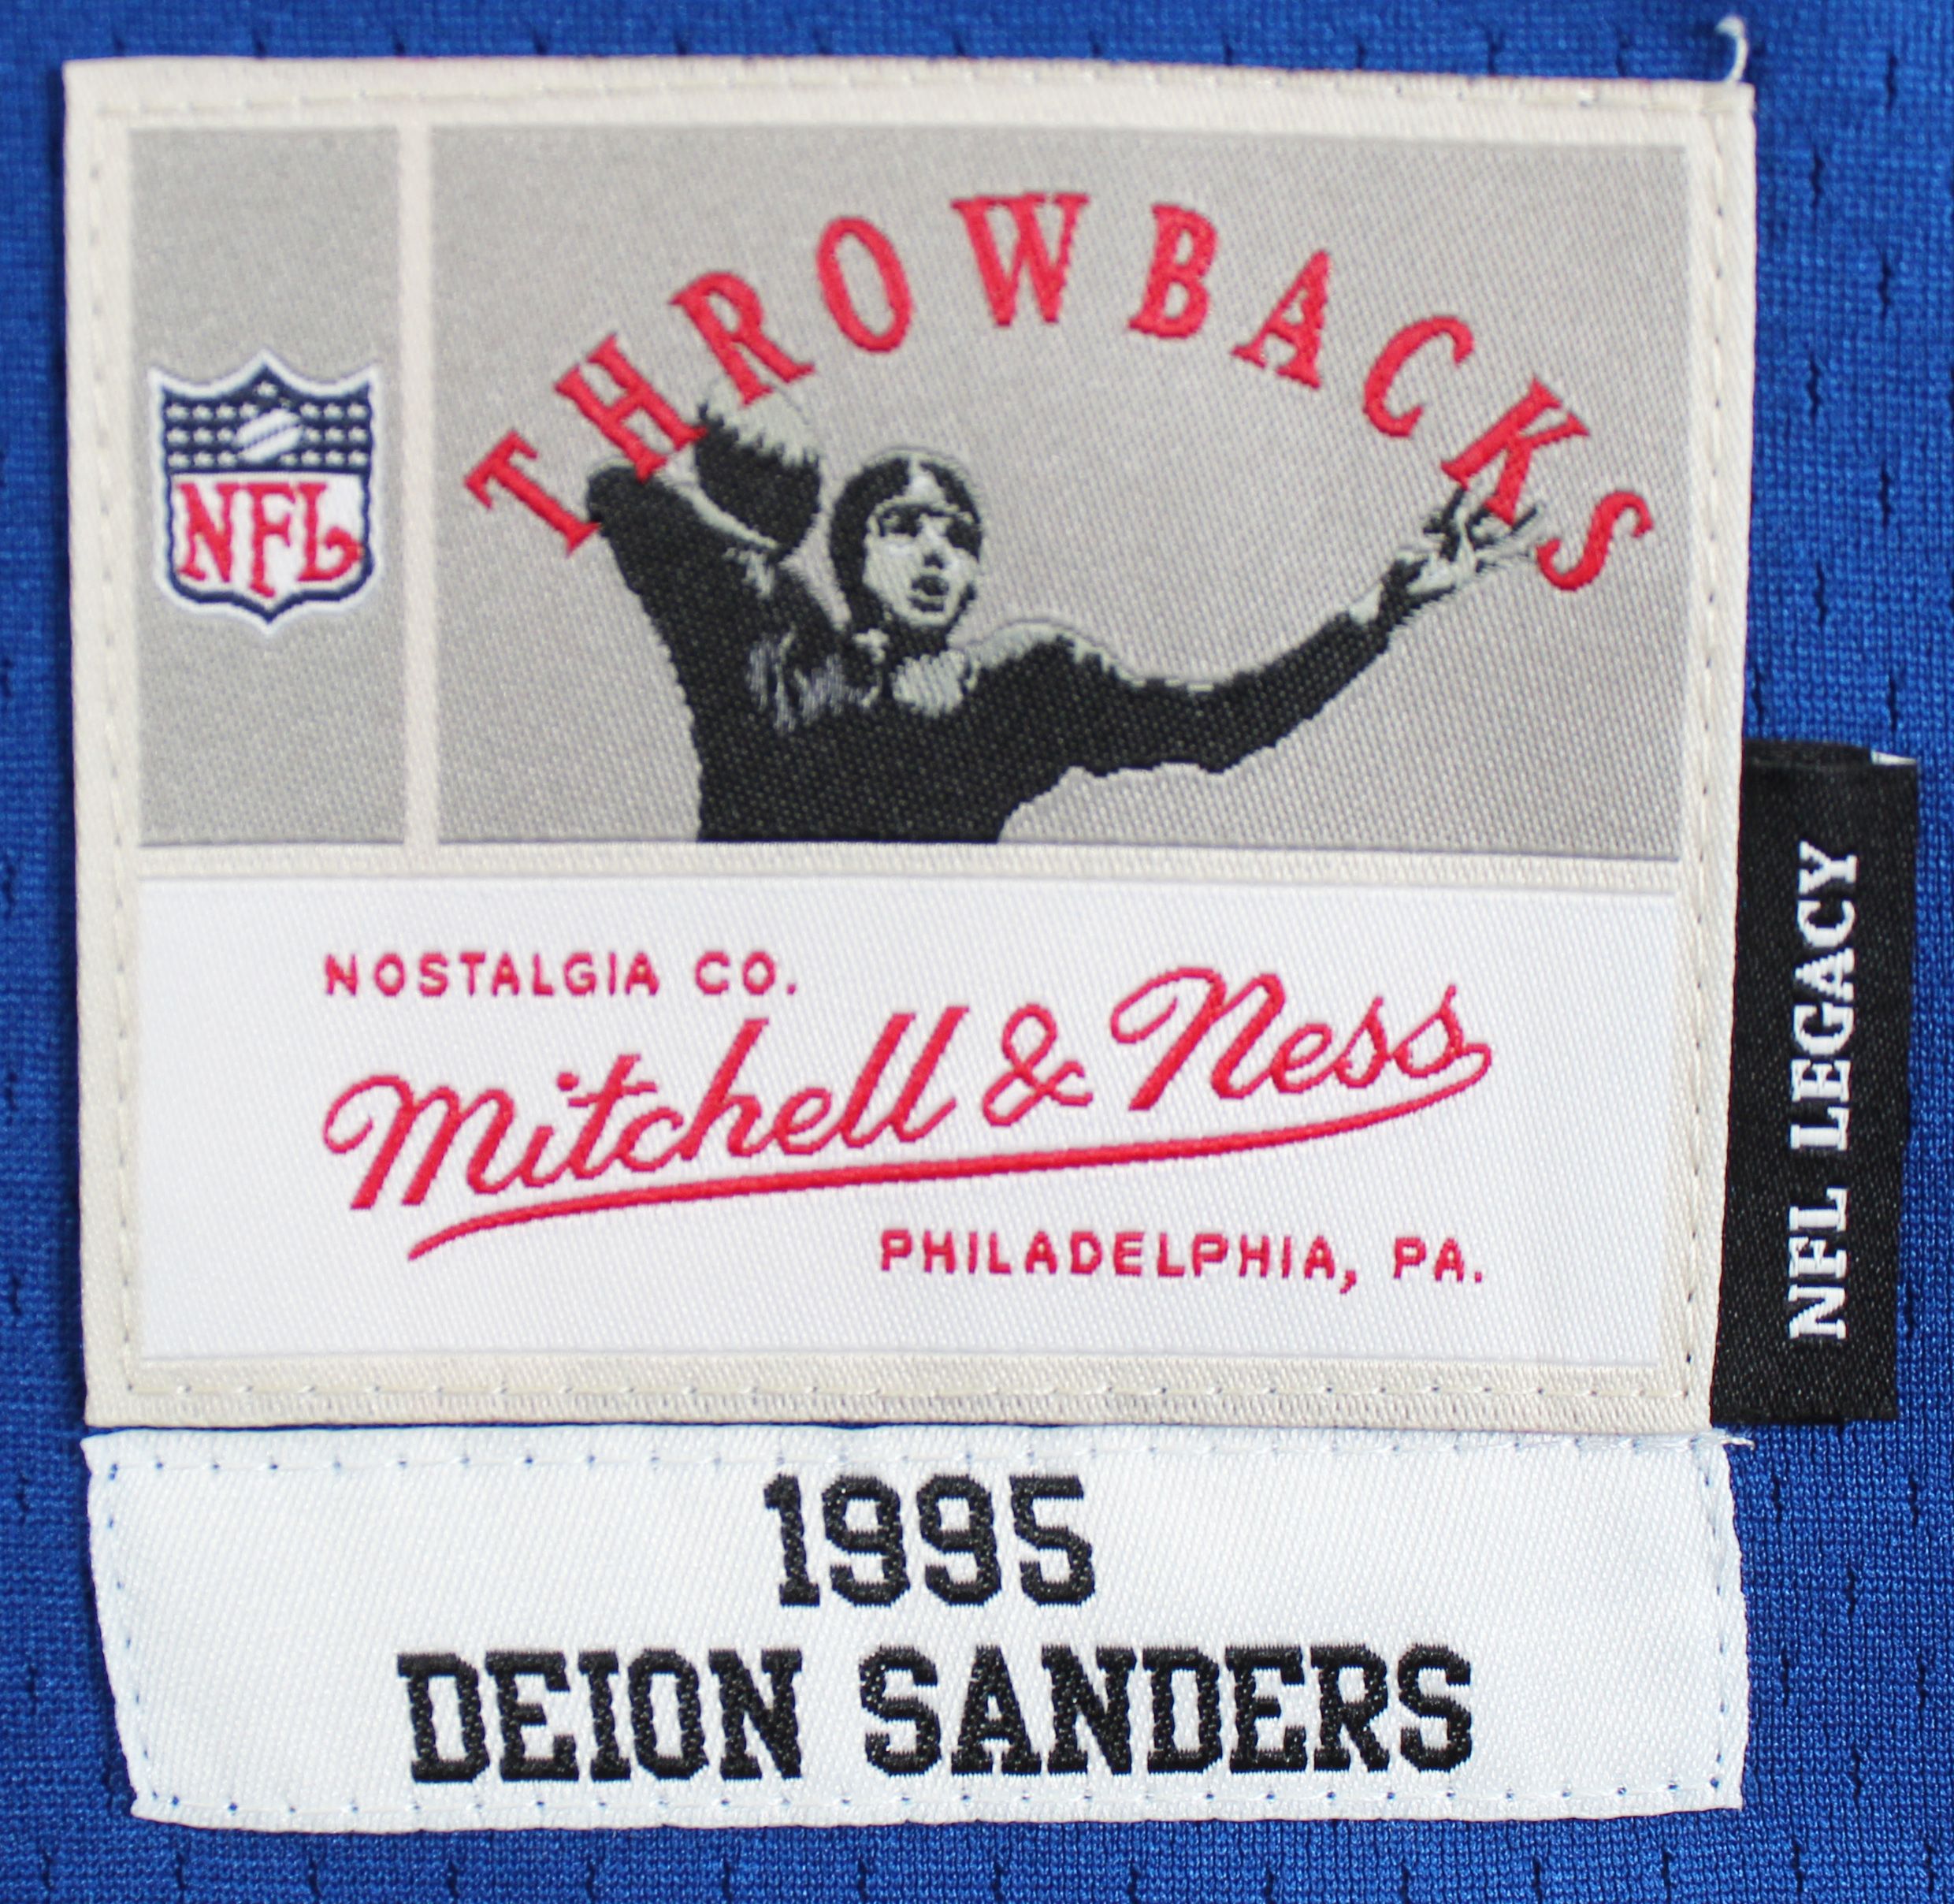 THROWBACKS
NFL
NOSTALGIA CO.
Mitchell & Ness
PHILADELPHIA, PA.
NFL LEGACY
1995
DEION SANDERS